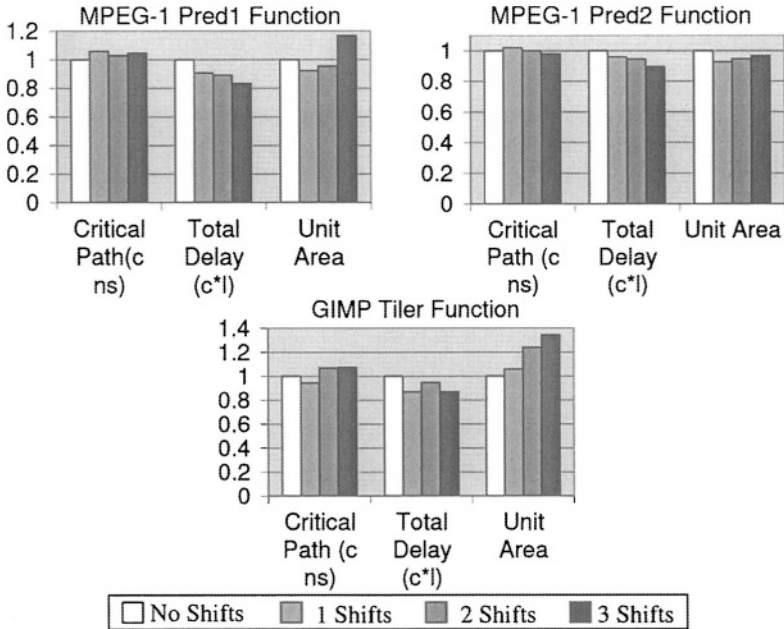 MPEG-1 Pred1 Function
1.2
1
0.8
0.6
0.4
0.2
0
Critical
Path(c
ns)
Total
Delay
(c*l)
Unit
Area
MPEG-1 Pred2 Function
1
0.8
0.6
0.4
0.2
0
Critical
Path (c
ns)
Total
Delay
(c*l)
Unit Area
GIMP Tiler Function
1.4
1.2
1
0.8
0.6
0.4
0.2
0
Critical
Path (c
ns)
Total
Delay
(c*l)
Unit
Area
No Shifts 1 Shifts 2 Shifts 3 Shifts